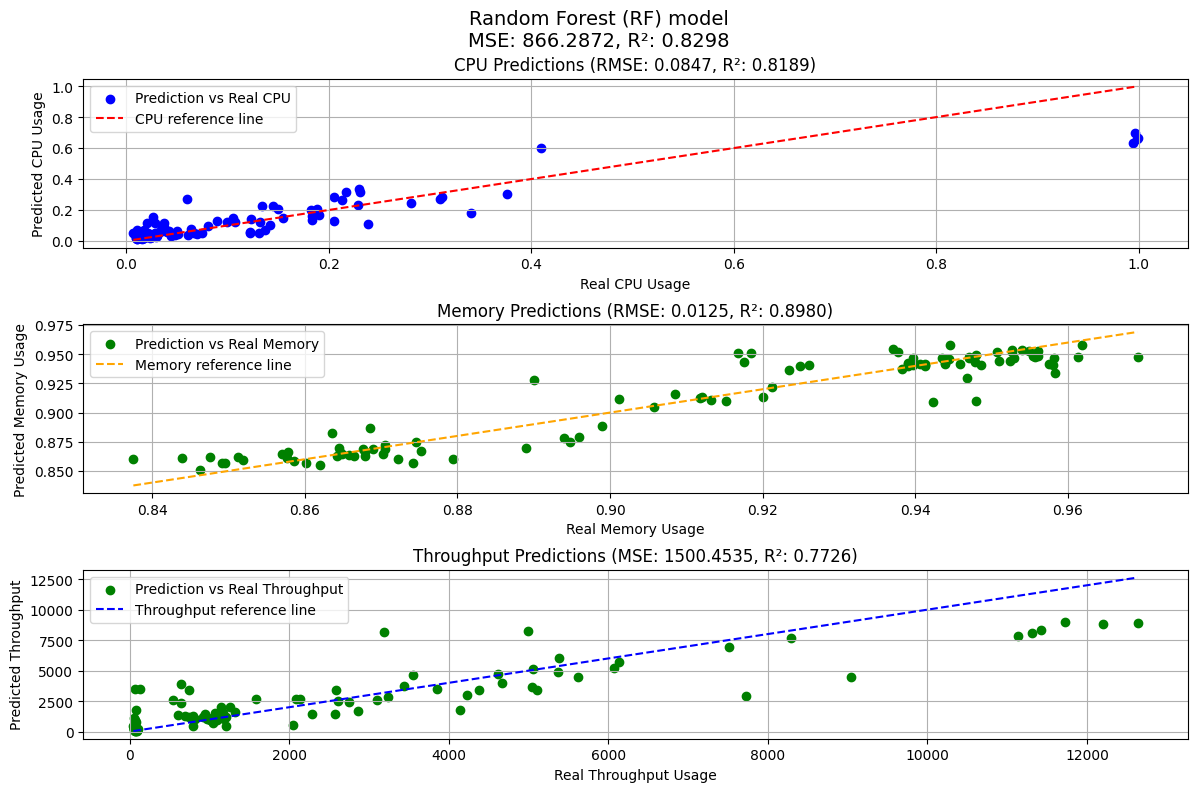 Random Forest (RF) model
MSE: 866.2872, R²: 0.8298
CPU Predictions (RMSE: 0.0847, R²: 0.8189)
Predicted CPU Usage
1.0
0.8
0.6
0.4
0.2
0.0
Prediction vs Real CPU
CPU reference line
0.0 0.2 0.4 0.6 0.8 1.0
Real CPU Usage
Memory Predictions (RMSE: 0.0125, R²: 0.8980)
Predicted Memory Usage
0.975
0.950
0.925
0.900
0.875
0.850
Prediction vs Real Memory
Memory reference line
0.84 0.86 0.88 0.90 0.92 0.94 0.96
Real Memory Usage
Throughput Predictions (MSE: 1500.4535, R²: 0.7726)
Predicted Throughput
12500
10000
7500
5000
2500
0
Prediction vs Real Throughput
Throughput reference line
0 2000 4000 6000 8000 10000 12000
Real Throughput Usage